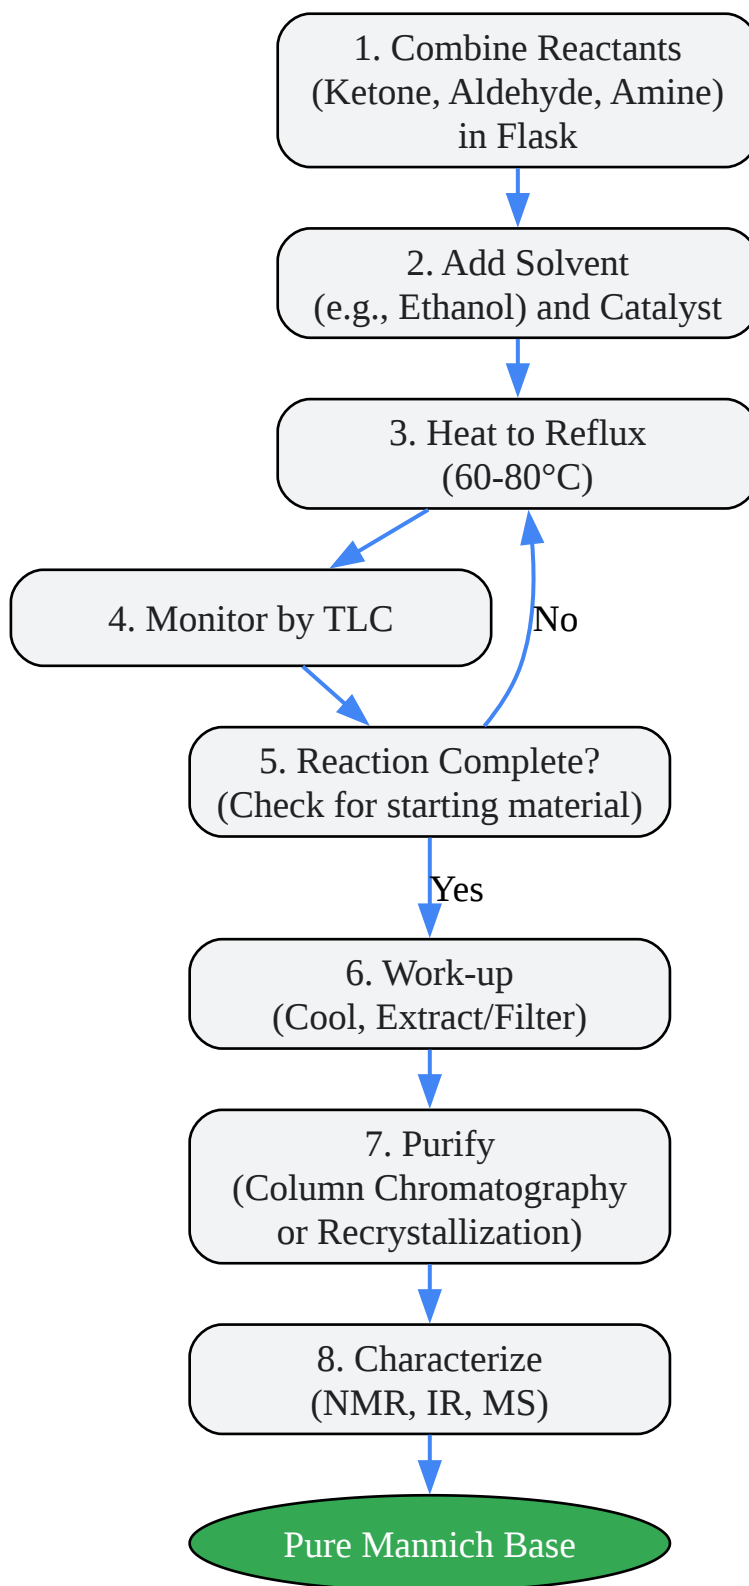 1. Combine Reactants
(Ketone, Aldehyde, Amine)
in Flask
2. Add Solvent
(e.g., Ethanol) and Catalyst
3. Heat to Reflux
(60-80°C)
4. Monitor by TLC
No
5. Reaction Complete?
(Check for starting material)
Yes
6. Work-up
(Cool, Extract/Filter)
7. Purify
(Column Chromatography
or Recrystallization)
8. Characterize
(NMR, IR, MS)
Pure Mannich Base